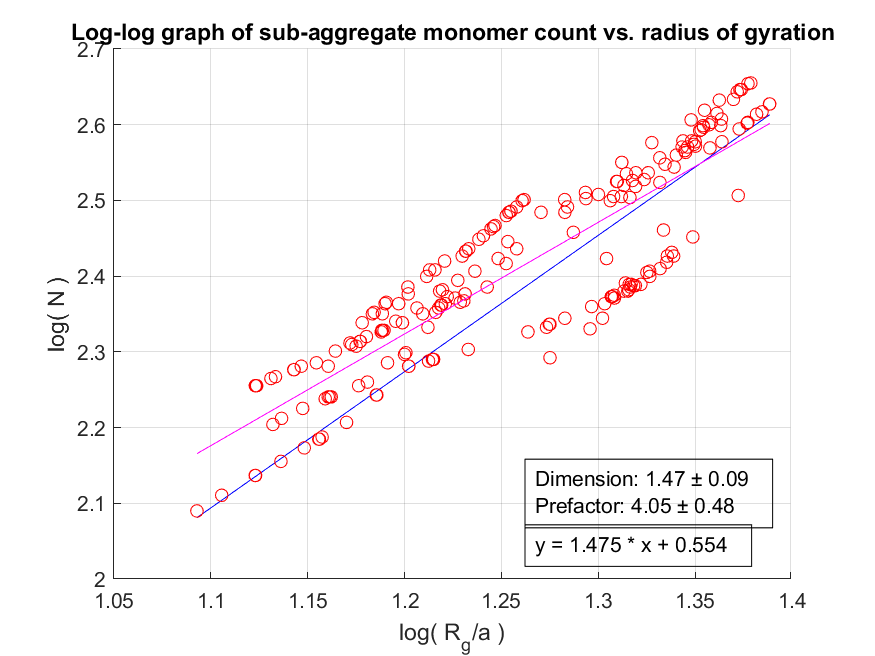 Log-log graph of sub-aggregate monomer count vs. radius of gyration
2.7
2.6
2.5
2.4
2.3
2.2
2.1
2
log( N )
Dimension: 1.47 ± 0.09
Prefactor: 4.05 ± 0.48
y = 1.475 * x + 0.554
1.05
1.1
1.15
1.2
1.25
1.3
1.35
1.4
log( Rg/a )